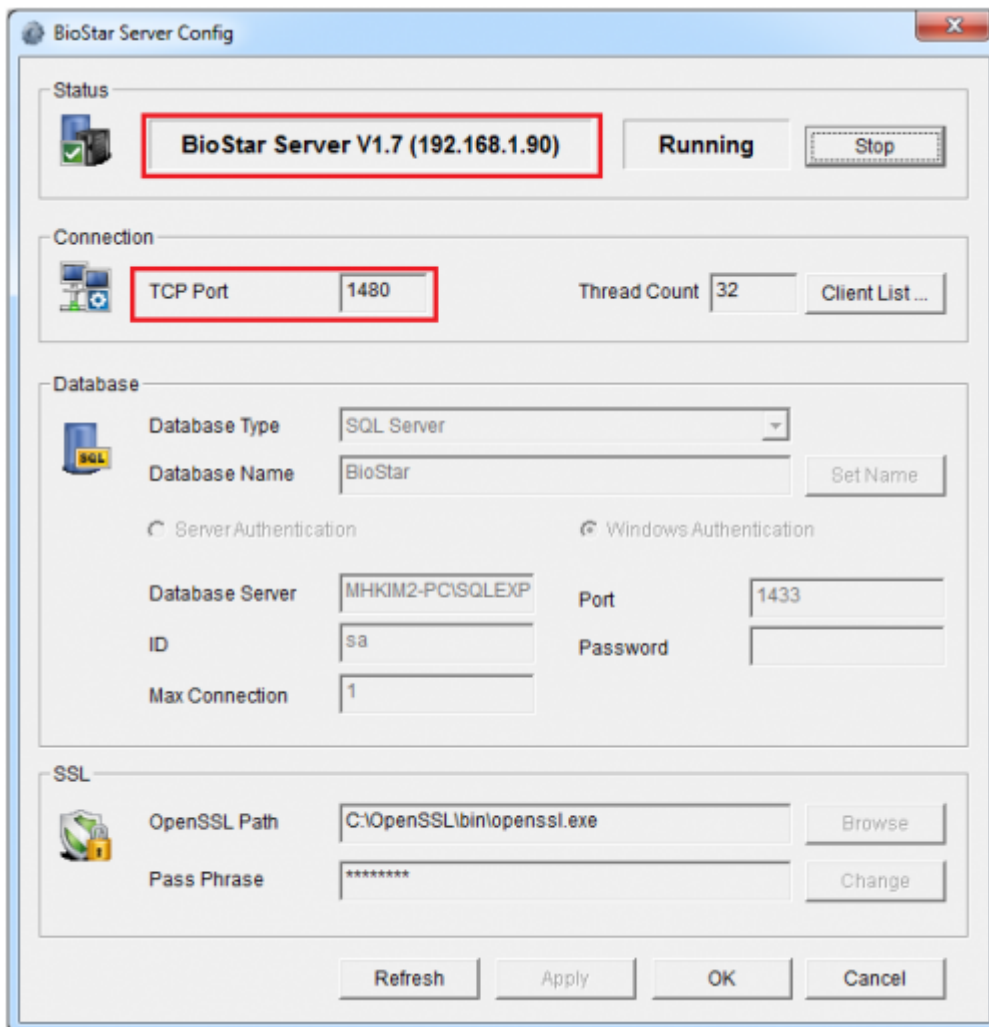 BioStar Server Config
Status
BioStar Server V1.7 (192.168.1.90) Running Stop
Connection
TCP Port 1480 Thread Count 32 Client List ...
Database
Database Type SQL Server
Database Name BioStar Set Name
Server Authentication Windows Authentication
Database Server MHKIM2-PC\SQLEXP Port 1433
ID sa Password
Max Connection 1
SSL
OpenSSL Path C:\OpenSSL\bin\openssl.exe Browse
Pass Phrase ******** Change
Refresh Apply OK Cancel
SQL